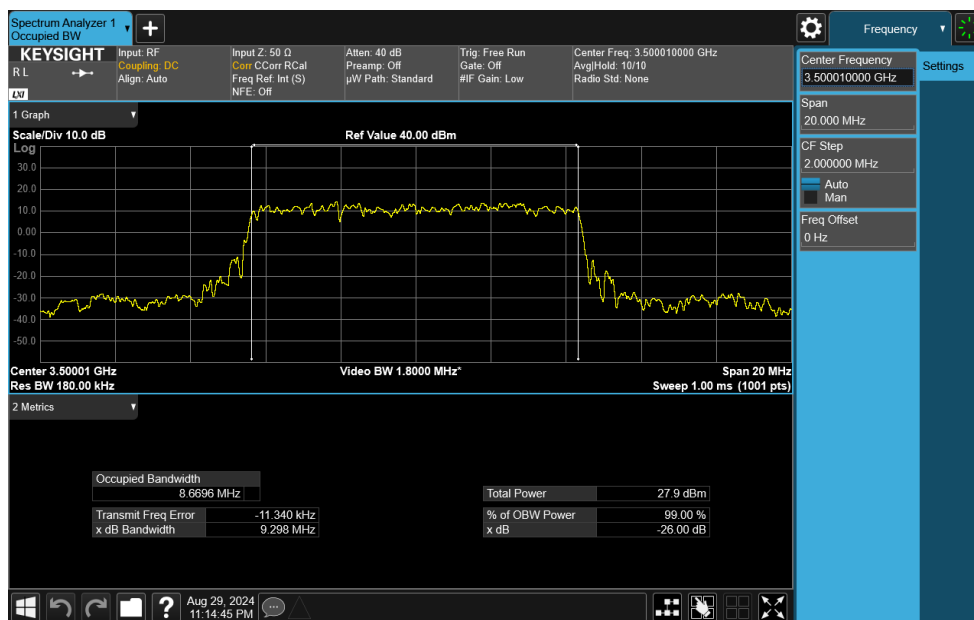 Spectrum Analyzer 1
Occupied BW
Frequency
KEYSIGHT
R L
LXI
Input: RF
Coupling: DC
Align: Auto
Input Z: 50 Ω
Corr CCorr RCal
Freq Ref: Int (S)
NFE: Off
Atten: 40 dB
Preamp: Off
µW Path: Standard
Trig: Free Run
Gate: Off
#IF Gain: Low
Center Freq: 3.500010000 GHz
Avg|Hold: 10/10
Radio Std: None
Center Frequency
3.500010000 GHz
Settings
Span
20.000 MHz
CF Step
2.000000 MHz
Auto
Man
Freq Offset
0 Hz
1 Graph
Scale/Div 10.0 dB
Ref Value 40.00 dBm
Log
30.0
20.0
10.0
0.00
-10.0
-20.0
-30.0
-40.0
-50.0
Center 3.50001 GHz
Video BW 1.8000 MHz*
Span 20 MHz
Res BW 180.00 kHz
Sweep 1.00 ms (1001 pts)
2 Metrics
Occupied Bandwidth
8.6696 MHz
Total Power 27.9 dBm
Transmit Freq Error -11.340 kHz
% of OBW Power 99.00 %
x dB Bandwidth 9.298 MHz
x dB -26.00 dB
Aug 29, 2024
11:14:45 PM